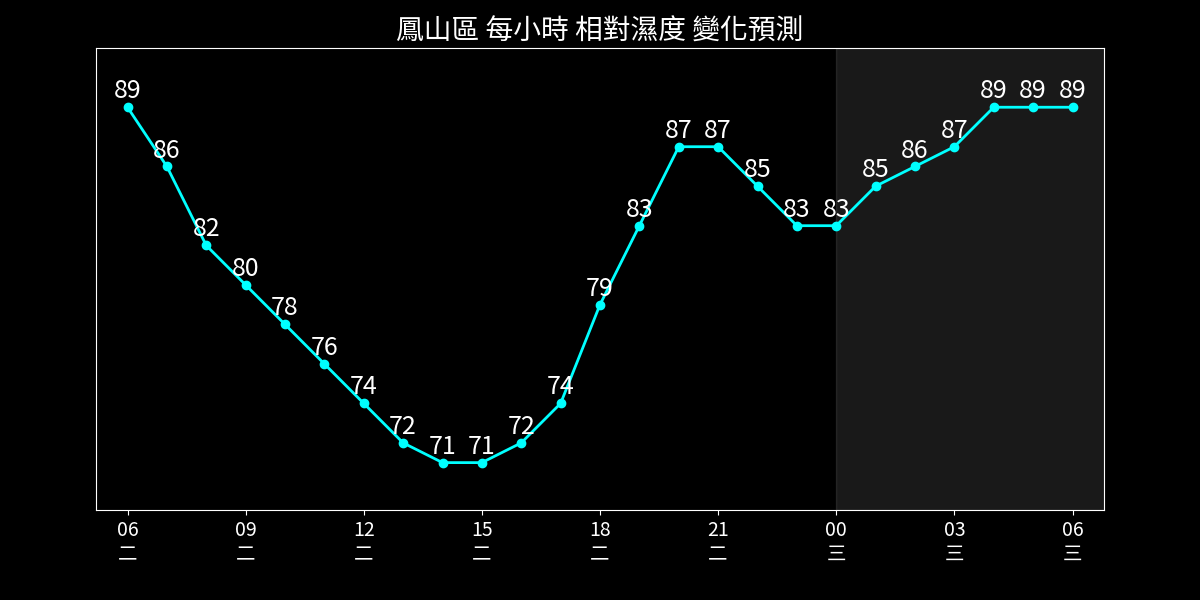 鳳山區 每小時 相對濕度 變化預測
89 86 82 80 78 76 74 72 71 71 72 74 79 83 87 87 85 83 83 85 86 87 89 89 89
06 09 12 15 18 21 00 03 06
二 二 二 二 二 二 三 三 三